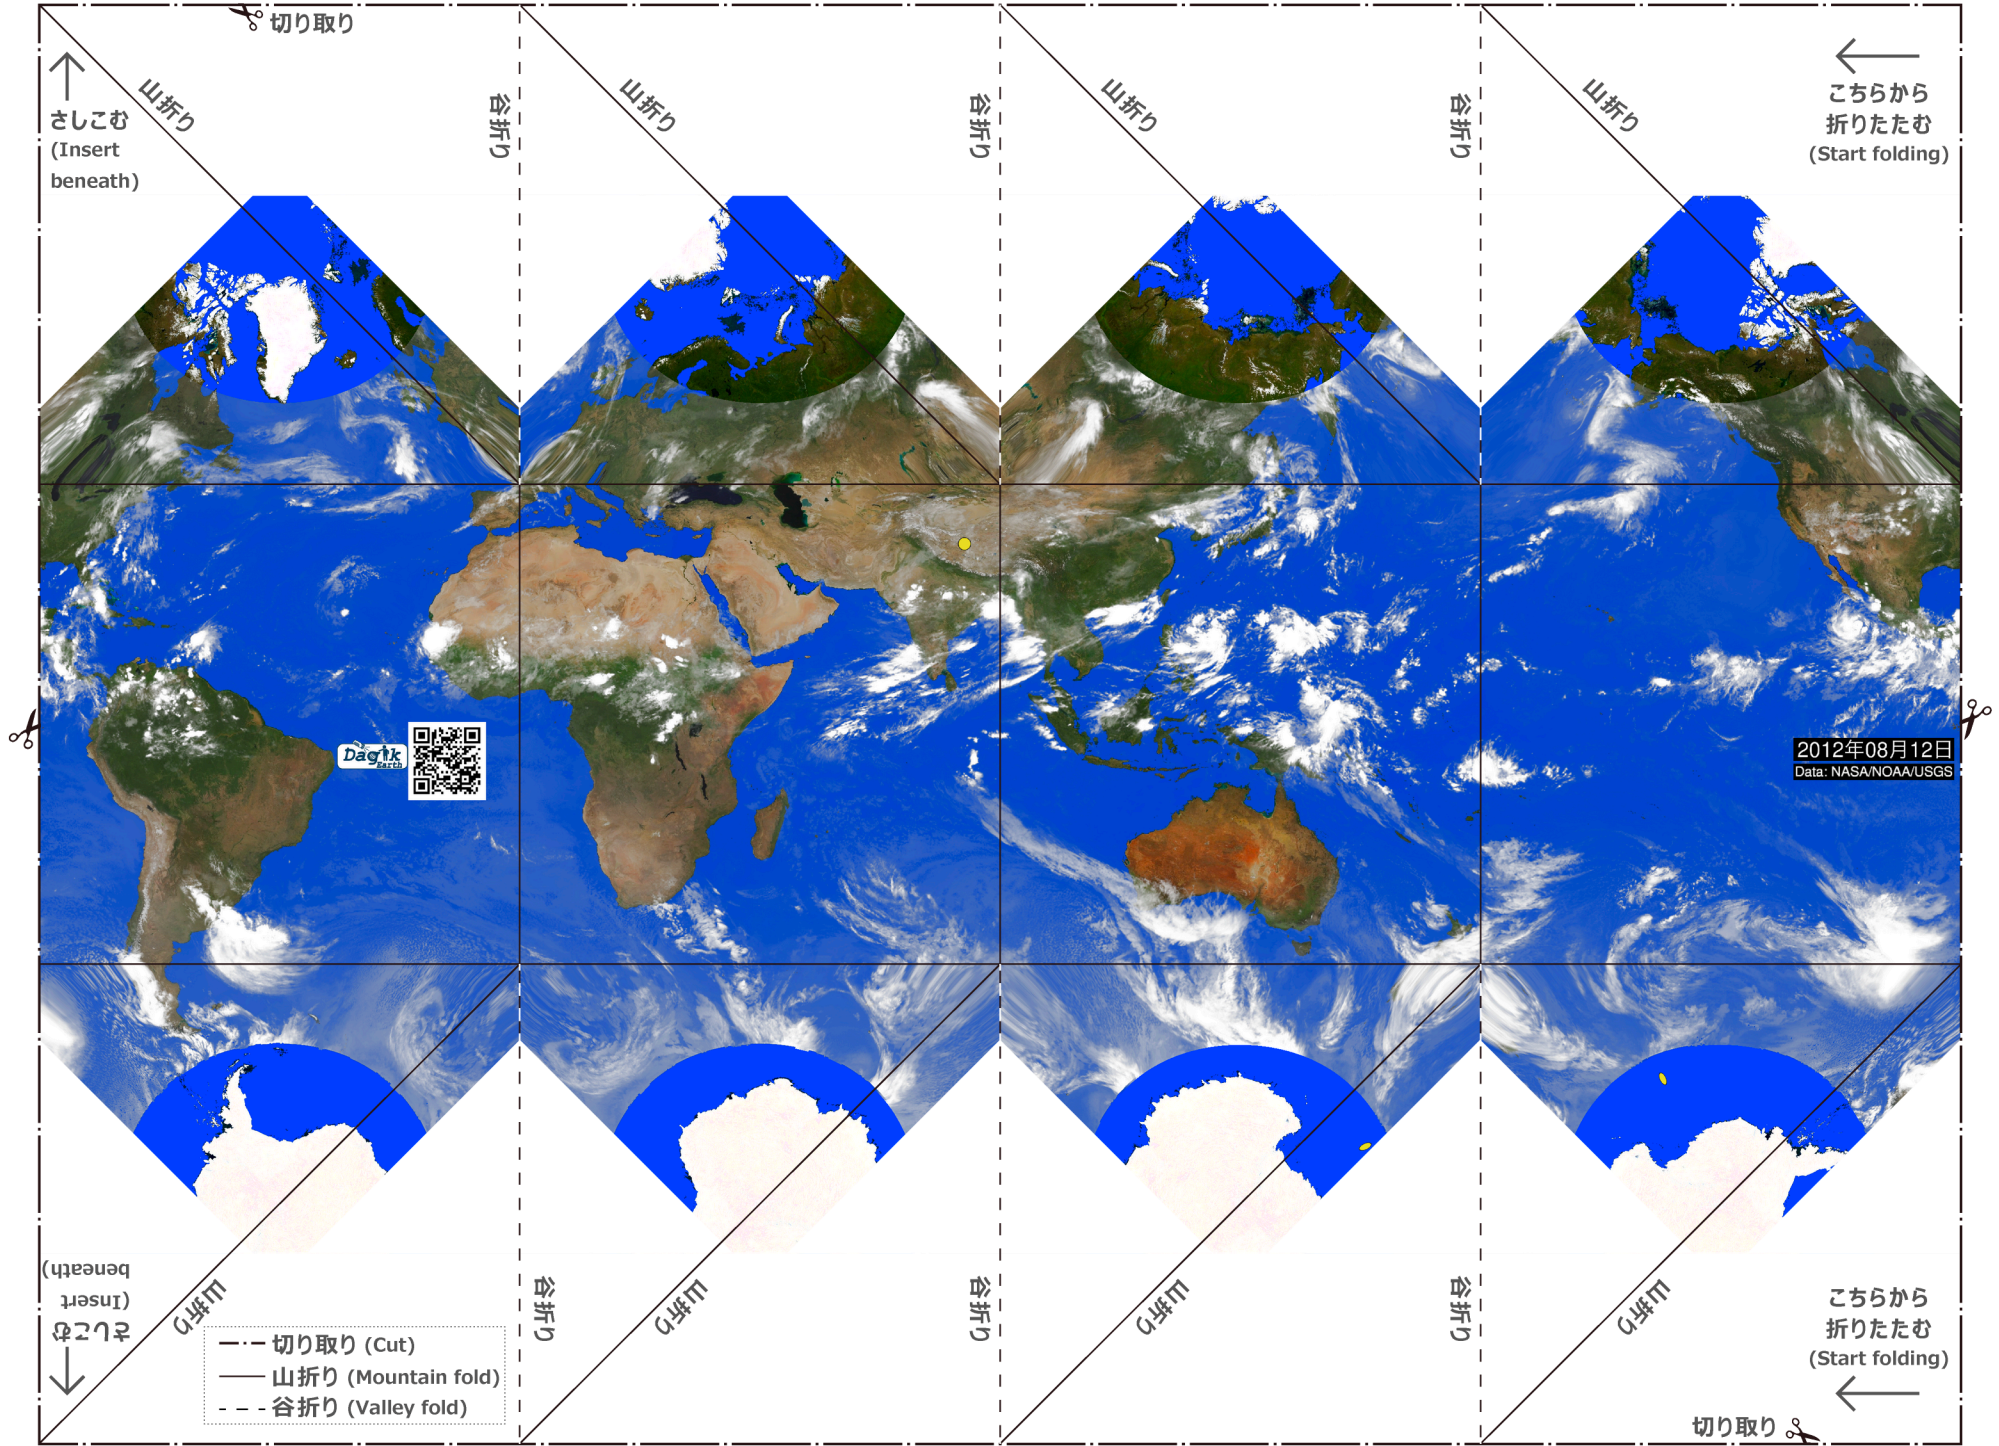 切り取り
山折り
山折り
山折り
山折り
谷折り
谷折り
谷折り
さしこむ
(Insert
beneath)
こちらから
折りたたむ
(Start folding)
Dagik
Earth
2012年08月12日
Data: NASA/NOAA/USGS
さしこむ
(Insert
beneath)
山折り
山折り
山折り
山折り
谷折り
谷折り
谷折り
こちらから
折りたたむ
(Start folding)
切り取り (Cut)
山折り (Mountain fold)
谷折り (Valley fold)
切り取り